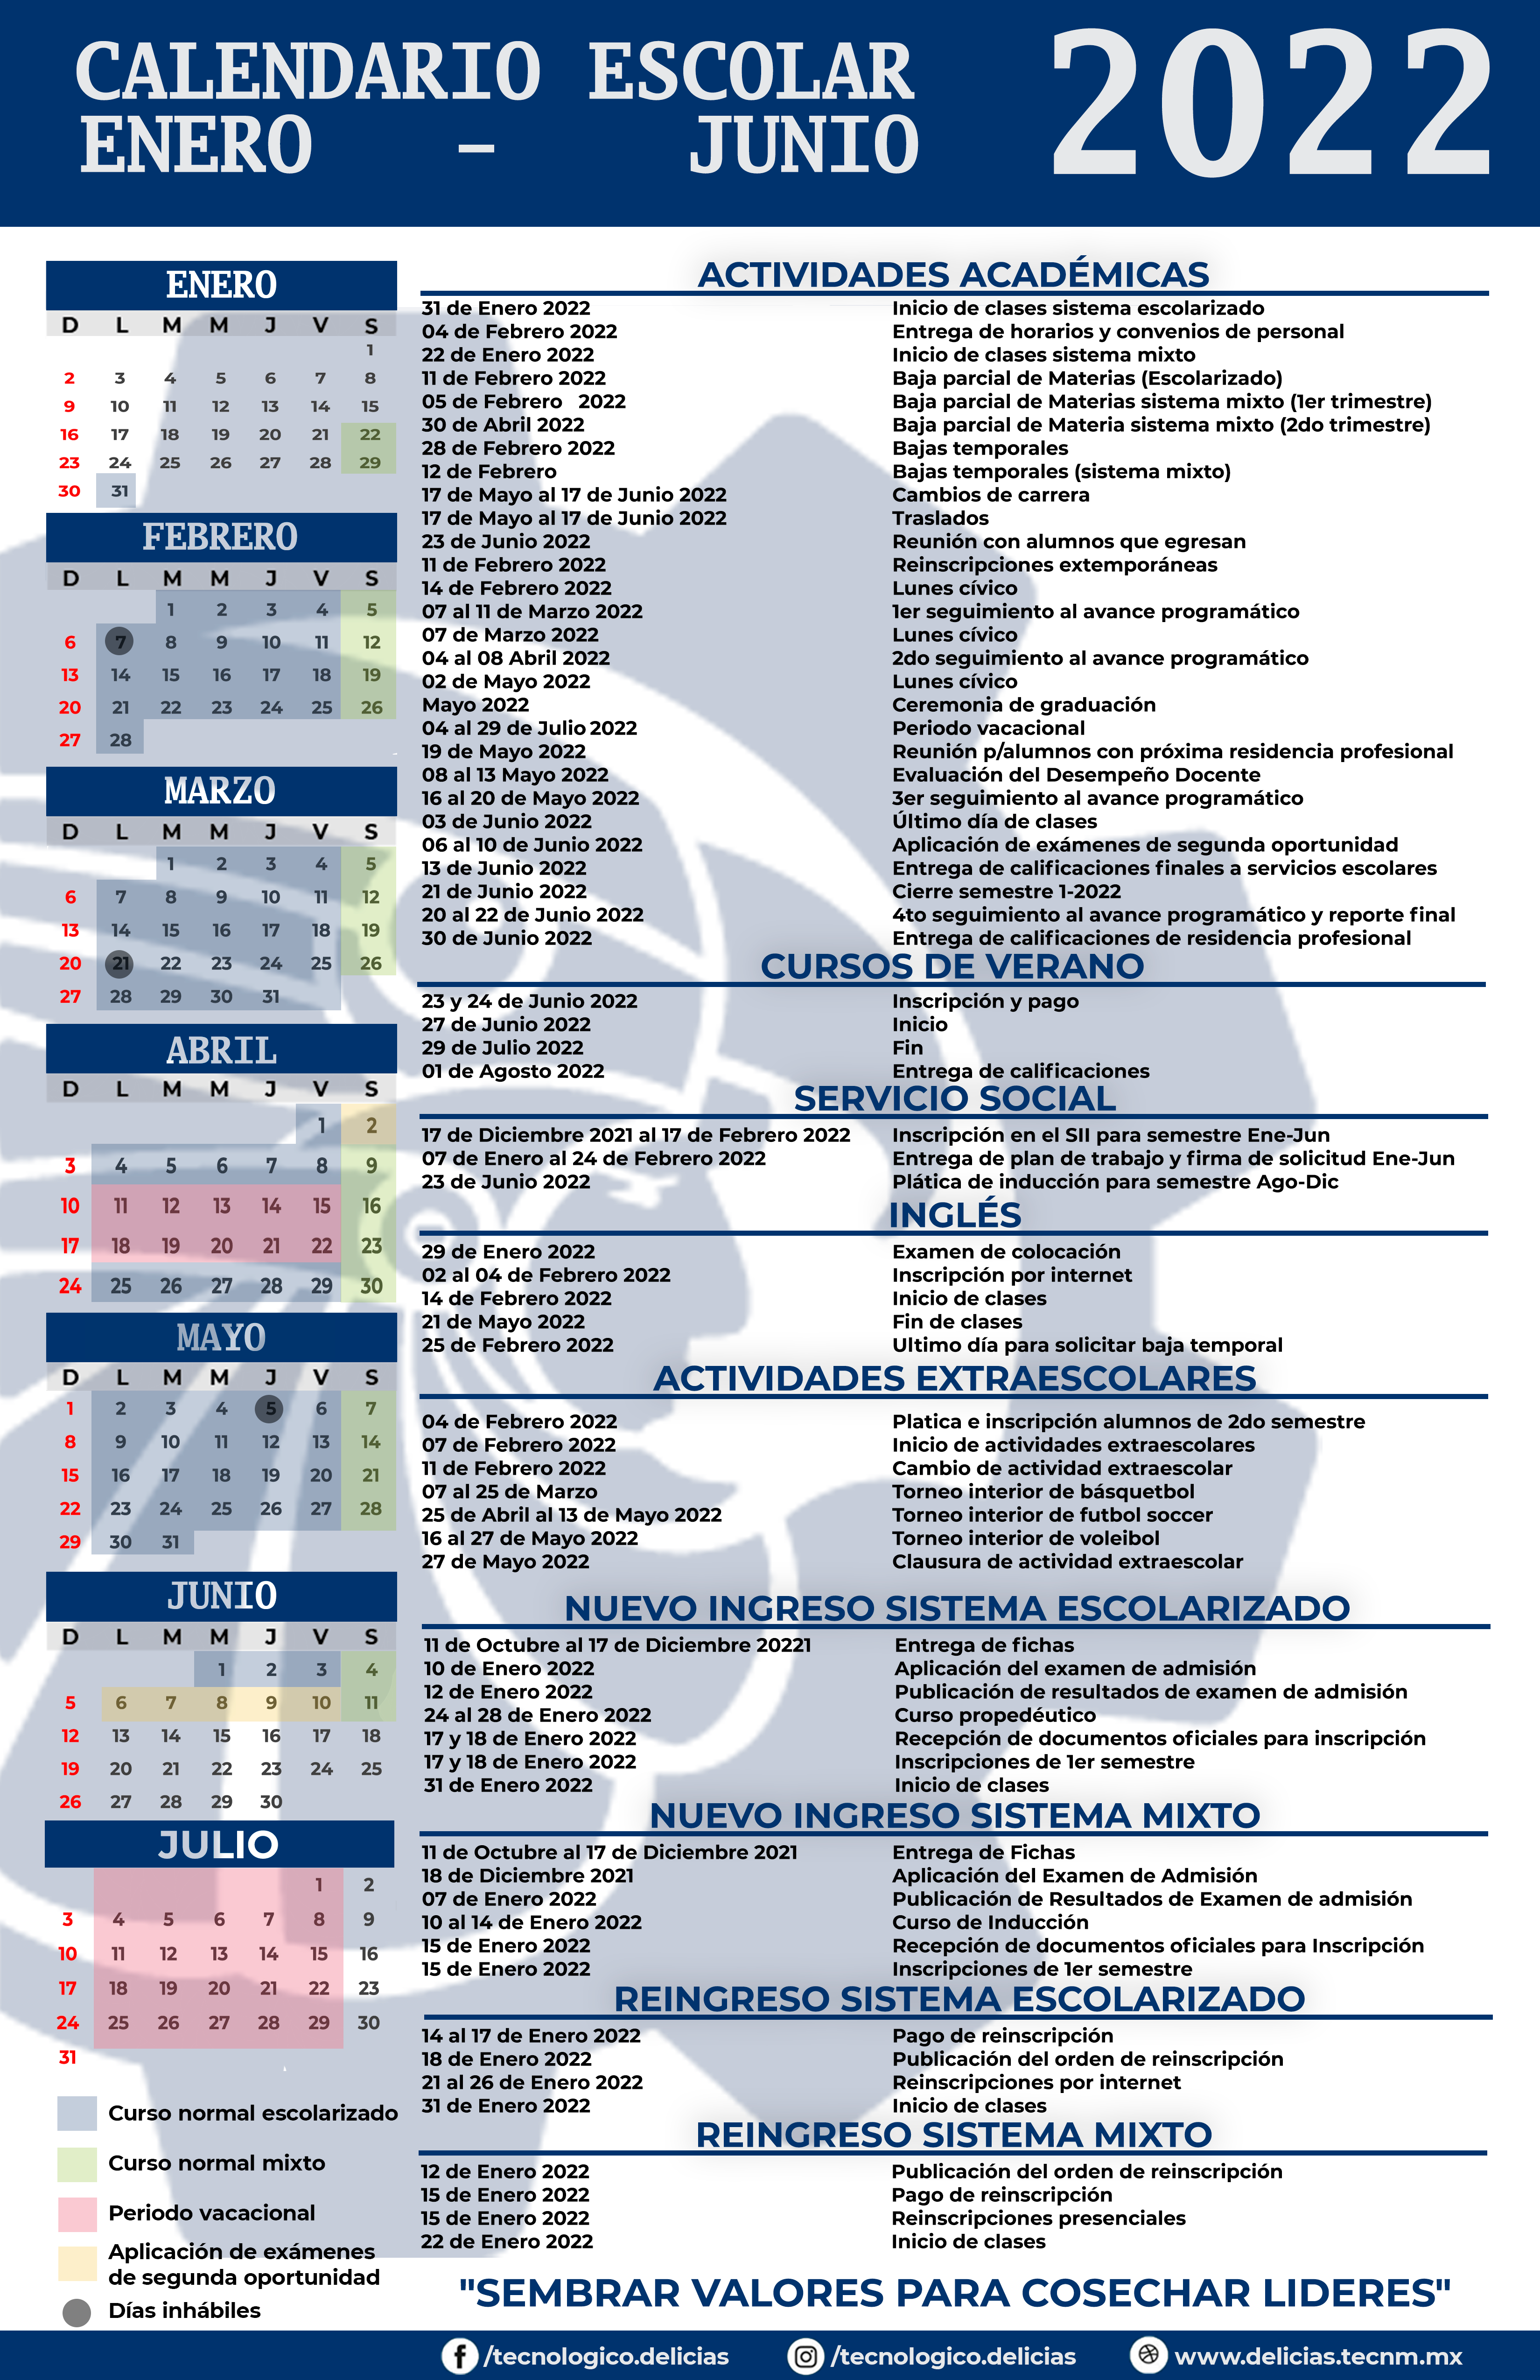 CALENDARIO ESCOLAR
ENERO - JUNIO
2022
ENERO
D L M M J V S
1
2 3 4 5 6 7 8
9 10 11 12 13 14 15
16 17 18 19 20 21 22
23 24 25 26 27 28 29
30 31
FEBRERO
D L M M J V S
1 2 3 4 5
6 7 8 9 10 11 12
13 14 15 16 17 18 19
20 21 22 23 24 25 26
27 28
MARZO
D L M M J V S
1 2 3 4 5
6 7 8 9 10 11 12
13 14 15 16 17 18 19
20 21 22 23 24 25 26
27 28 29 30 31
ABRIL
D L M M J V S
1 2
3 4 5 6 7 8 9
10 11 12 13 14 15 16
17 18 19 20 21 22 23
24 25 26 27 28 29 30
MAYO
D L M M J V S
1 2 3 4 5 6 7
8 9 10 11 12 13 14
15 16 17 18 19 20 21
22 23 24 25 26 27 28
29 30 31
JUNIO
D L M M J V S
1 2 3 4
5 6 7 8 9 10 11
12 13 14 15 16 17 18
19 20 21 22 23 24 25
26 27 28 29 30
JULIO
1 2
3 4 5 6 7 8 9
10 11 12 13 14 15 16
17 18 19 20 21 22 23
24 25 26 27 28 29 30
31
Curso normal escolarizado
Curso normal mixto
Periodo vacacional
Aplicación de exámenes
de segunda oportunidad
Días inhábiles
ACTIVIDADES ACADÉMICAS
31 de Enero 2022 Inicio de clases sistema escolarizado
04 de Febrero 2022 Entrega de horarios y convenios de personal
22 de Enero 2022 Inicio de clases sistema mixto
11 de Febrero 2022 Baja parcial de Materias (Escolarizado)
05 de Febrero 2022 Baja parcial de Materias sistema mixto (1er trimestre)
30 de Abril 2022 Baja parcial de Materia sistema mixto (2do trimestre)
28 de Febrero 2022 Bajas temporales
12 de Febrero Bajas temporales (sistema mixto)
17 de Mayo al 17 de Junio 2022 Cambios de carrera
17 de Mayo al 17 de Junio 2022 Traslados
23 de Junio 2022 Reunión con alumnos que egresan
11 de Febrero 2022 Reinscripciones extemporáneas
14 de Febrero 2022 Lunes cívico
07 al 11 de Marzo 2022 1er seguimiento al avance programático
07 de Marzo 2022 Lunes cívico
04 al 08 Abril 2022 2do seguimiento al avance programático
02 de Mayo 2022 Lunes cívico
Mayo 2022 Ceremonia de graduación
04 al 29 de Julio 2022 Periodo vacacional
19 de Mayo 2022 Reunión p/alumnos con próxima residencia profesional
08 al 13 Mayo 2022 Evaluación del Desempeño Docente
16 al 20 de Mayo 2022 3er seguimiento al avance programático
03 de Junio 2022 Último día de clases
06 al 10 de Junio 2022 Aplicación de exámenes de segunda oportunidad
13 de Junio 2022 Entrega de calificaciones finales a servicios escolares
21 de Junio 2022 Cierre semestre 1-2022
20 al 22 de Junio 2022 4to seguimiento al avance programático y reporte final
30 de Junio 2022 Entrega de calificaciones de residencia profesional
CURSOS DE VERANO
23 y 24 de Junio 2022 Inscripción y pago
27 de Junio 2022 Inicio
29 de Julio 2022 Fin
01 de Agosto 2022 Entrega de calificaciones
SERVICIO SOCIAL
17 de Diciembre 2021 al 17 de Febrero 2022 Inscripción en el SII para semestre Ene-Jun
07 de Enero al 24 de Febrero 2022 Entrega de plan de trabajo y firma de solicitud Ene-Jun
23 de Junio 2022 Plática de inducción para semestre Ago-Dic
INGLÉS
29 de Enero 2022 Examen de colocación
02 al 04 de Febrero 2022 Inscripción por internet
14 de Febrero 2022 Inicio de clases
21 de Mayo 2022 Fin de clases
25 de Febrero 2022 Ultimo día para solicitar baja temporal
ACTIVIDADES EXTRAESCOLARES
04 de Febrero 2022 Platica e inscripción alumnos de 2do semestre
07 de Febrero 2022 Inicio de actividades extraescolares
11 de Febrero 2022 Cambio de actividad extraescolar
07 al 25 de Marzo Torneo interior de básquetbol
25 de Abril al 13 de Mayo 2022 Torneo interior de futbol soccer
16 al 27 de Mayo 2022 Torneo interior de voleibol
27 de Mayo 2022 Clausura de actividad extraescolar
NUEVO INGRESO SISTEMA ESCOLARIZADO
11 de Octubre al 17 de Diciembre 20221 Entrega de fichas
10 de Enero 2022 Aplicación del examen de admisión
12 de Enero 2022 Publicación de resultados de examen de admisión
24 al 28 de Enero 2022 Curso propedéutico
17 y 18 de Enero 2022 Recepción de documentos oficiales para inscripción
17 y 18 de Enero 2022 Inscripciones de 1er semestre
31 de Enero 2022 Inicio de clases
NUEVO INGRESO SISTEMA MIXTO
11 de Octubre al 17 de Diciembre 2021 Entrega de Fichas
18 de Diciembre 2021 Aplicación del Examen de Admisión
07 de Enero 2022 Publicación de Resultados de Examen de admisión
10 al 14 de Enero 2022 Curso de Inducción
15 de Enero 2022 Recepción de documentos oficiales para Inscripción
15 de Enero 2022 Inscripciones de 1er semestre
REINGRESO SISTEMA ESCOLARIZADO
14 al 17 de Enero 2022 Pago de reinscripción
18 de Enero 2022 Publicación del orden de reinscripción
21 al 26 de Enero 2022 Reinscripciones por internet
31 de Enero 2022 Inicio de clases
REINGRESO SISTEMA MIXTO
12 de Enero 2022 Publicación del orden de reinscripción
15 de Enero 2022 Pago de reinscripción
15 de Enero 2022 Reinscripciones presenciales
22 de Enero 2022 Inicio de clases
"SEMBRAR VALORES PARA COSECHAR LIDERES"
/tecnologico.delicias /tecnologico.delicias www.delicias.tecnm.mx